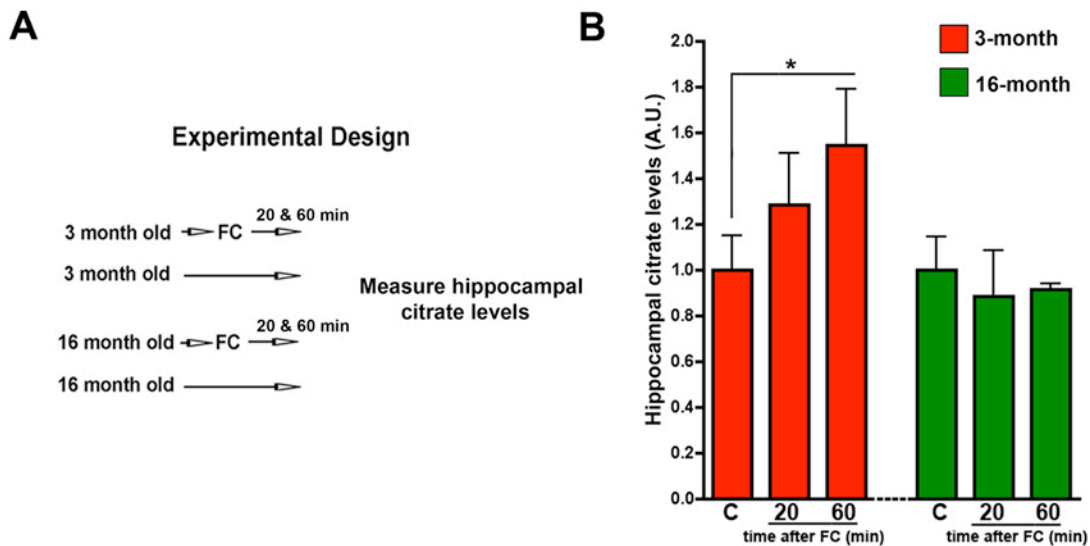 A
Experimental Design
20 & 60 min
3 month old FC
3 month old
Measure hippocampal
citrate levels
20 & 60 min
16 month old FC
16 month old
B
3-month
16-month
*
Hippocampal citrate levels (A.U.)
2.0
1.8
1.6
1.4
1.2
1.0
0.8
0.6
0.4
0.2
0.0
C 20 60 C 20 60
time after FC (min) time after FC (min)